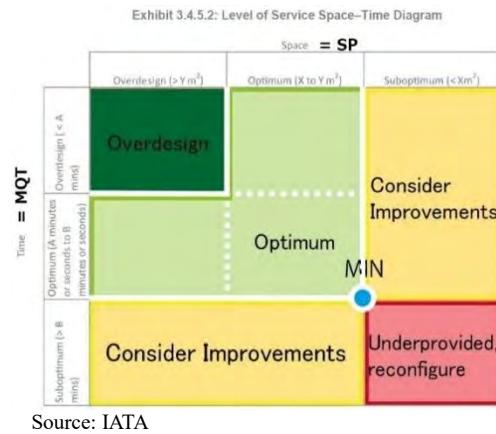 Exhibit 3.4.5.2: Level of Service Space–Time Diagram
Space = SP
Overdesign (>Y m²)
Optimum (X to Y m²)
Suboptimum (<Xm²)
Time = MQT
Overdesign (< A
mins)
Optimum (A minutes
or seconds to B
minutes or seconds)
Suboptimum (> B
mins)
Overdesign
Optimum
Consider
Improvements
MIN
Consider Improvements
Underprovided,
reconfigure
Source: IATA